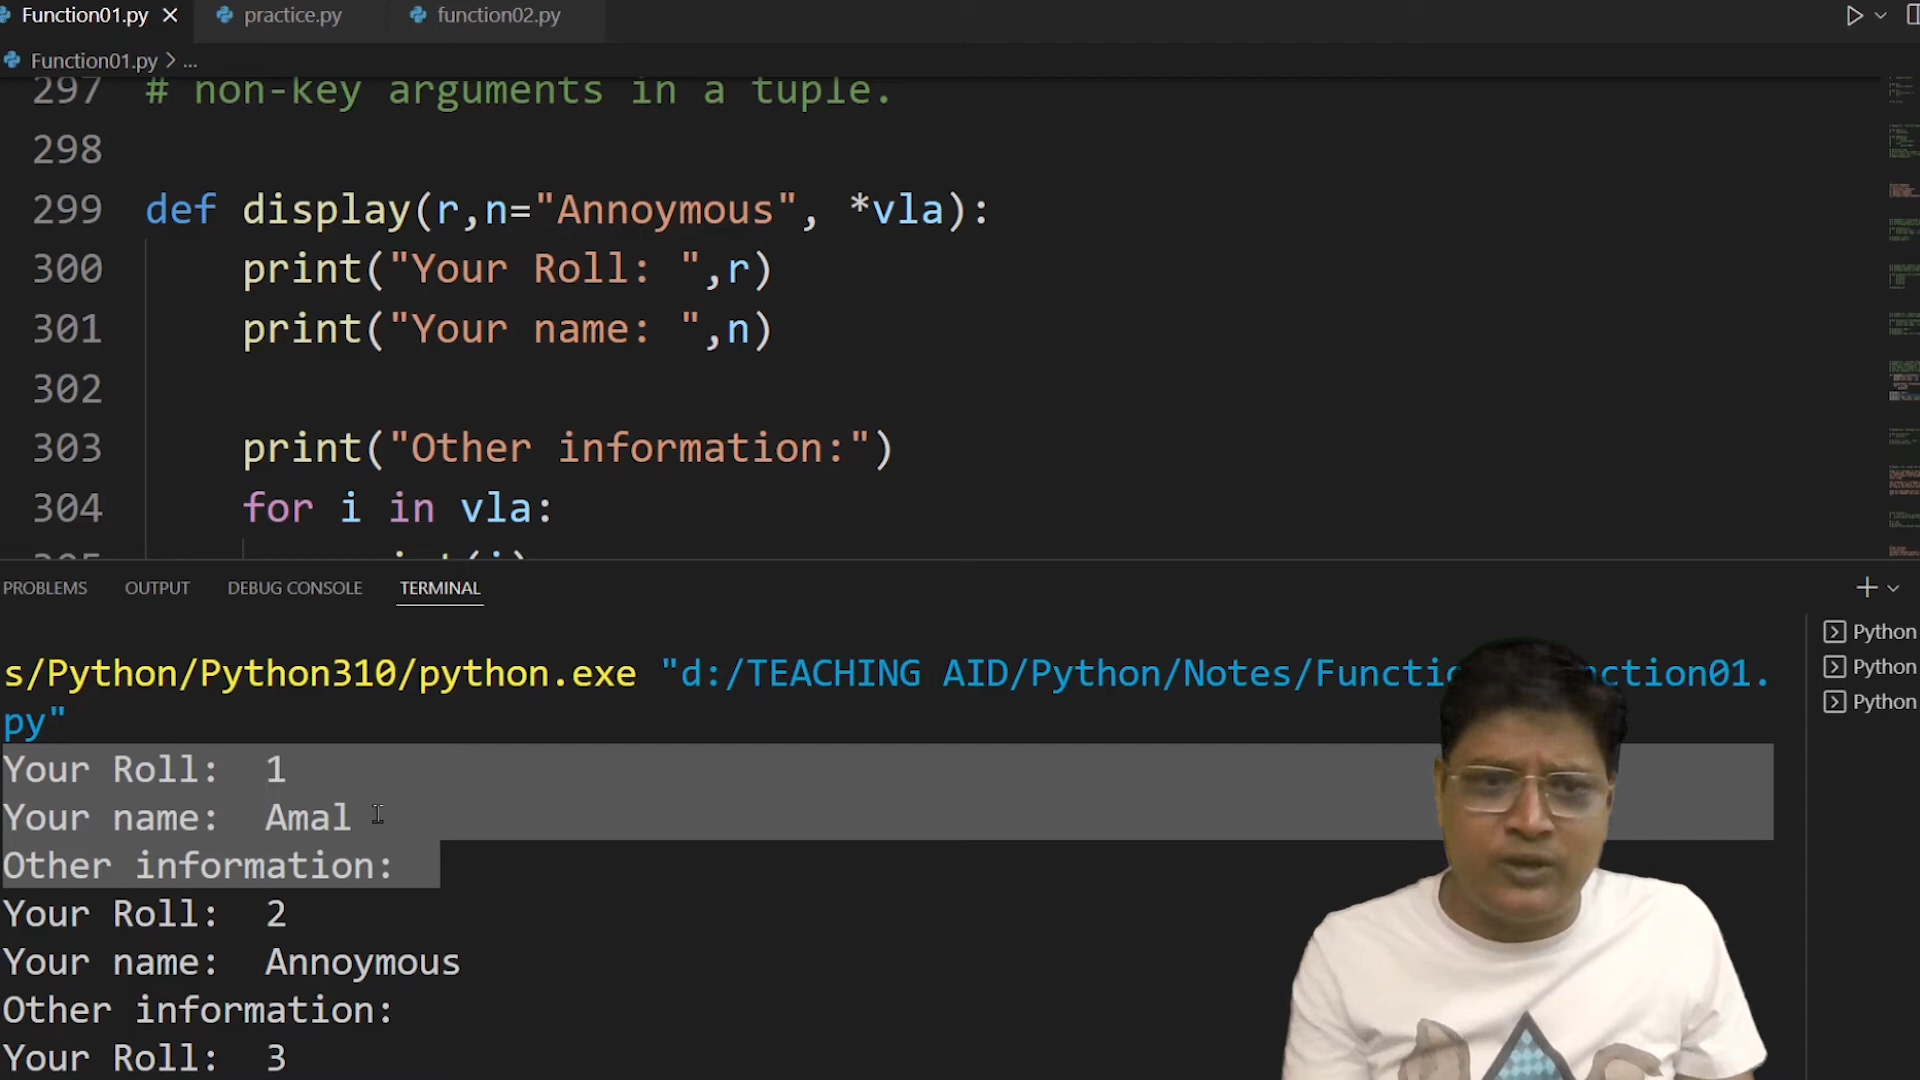 Function01.py
practice.py
function02.py
Function01.py > ...
297 # non-key arguments in a tuple.
298
299 def display(r,n="Annoymous", *vla):
300 print("Your Roll: ",r)
301 print("Your name: ",n)
302
303 print("Other information:")
304 for i in vla:
PROBLEMS OUTPUT DEBUG CONSOLE TERMINAL
Python
Python
Python
s/Python/Python310/python.exe "d:/TEACHING AID/Python/Notes/
py"
Your Roll: 1
Your name: Amal
Other information:
Your Roll: 2
Your name: Annoymous
Other information:
Your Roll: 3